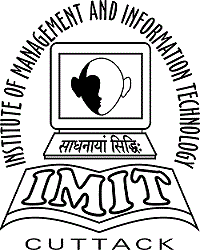 INSTITUTE OF MANAGEMENT AND INFORMATION TECHNOLOGY
साधनायां सिद्धिः
IMIT
CUTTACK